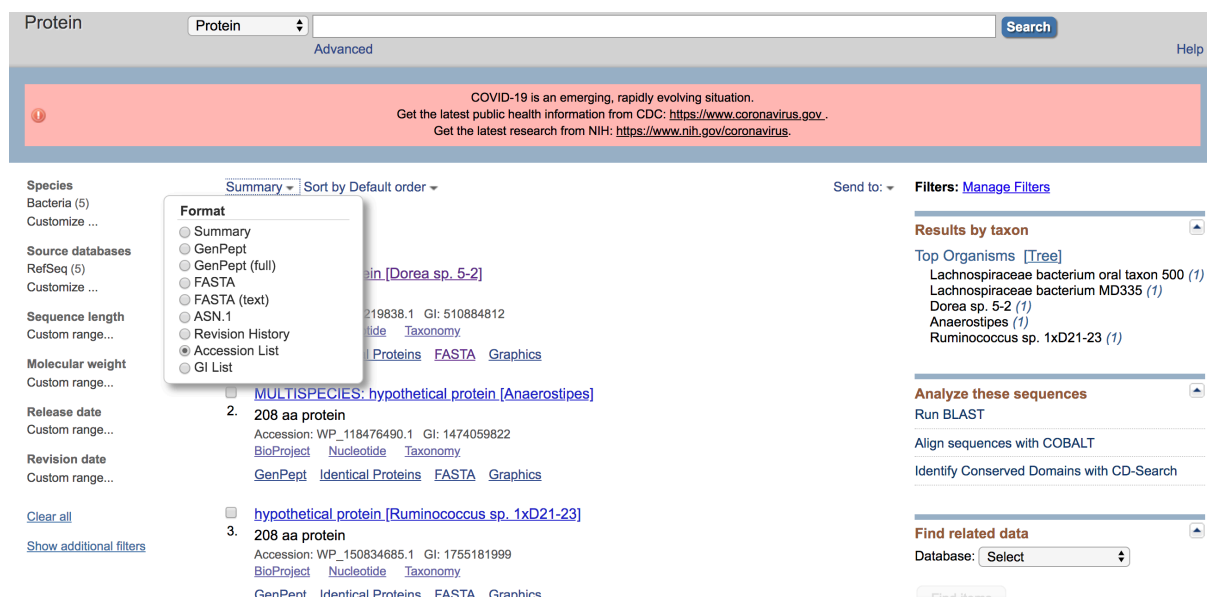 Protein
Protein
Search
Advanced
Help
COVID-19 is an emerging, rapidly evolving situation.
Get the latest public health information from CDC: https://www.coronavirus.gov .
Get the latest research from NIH: https://www.nih.gov/coronavirus.
Species
Bacteria (5)
Customize ...
Source databases
RefSeq (5)
Customize ...
Sequence length
Custom range...
Molecular weight
Custom range...
Release date
Custom range...
Revision date
Custom range...
Clear all
Show additional filters
Summary Sort by Default order
Send to:
Format
Summary
GenPept
GenPept (full)
FASTA
FASTA (text)
ASN.1
Revision History
Accession List
GI List
[Dorea sp. 5-2]
219838.1 GI: 510884812
Taxonomy
Proteins FASTA Graphics
MULTISPECIES: hypothetical protein [Anaerostipes]
2. 208 aa protein
Accession: WP_118476490.1 GI: 1474059822
BioProject Nucleotide Taxonomy
GenPept Identical Proteins FASTA Graphics
hypothetical protein [Ruminococcus sp. 1xD21-23]
3. 208 aa protein
Accession: WP_150834685.1 GI: 1755181999
BioProject Nucleotide Taxonomy
GenPept Identical Proteins FASTA Graphics
Filters: Manage Filters
Results by taxon
Top Organisms [Tree]
Lachnospiraceae bacterium oral taxon 500 (1)
Lachnospiraceae bacterium MD335 (1)
Dorea sp. 5-2 (1)
Anaerostipes (1)
Ruminococcus sp. 1xD21-23 (1)
Analyze these sequences
Run BLAST
Align sequences with COBALT
Identify Conserved Domains with CD-Search
Find related data
Database: Select
Find items